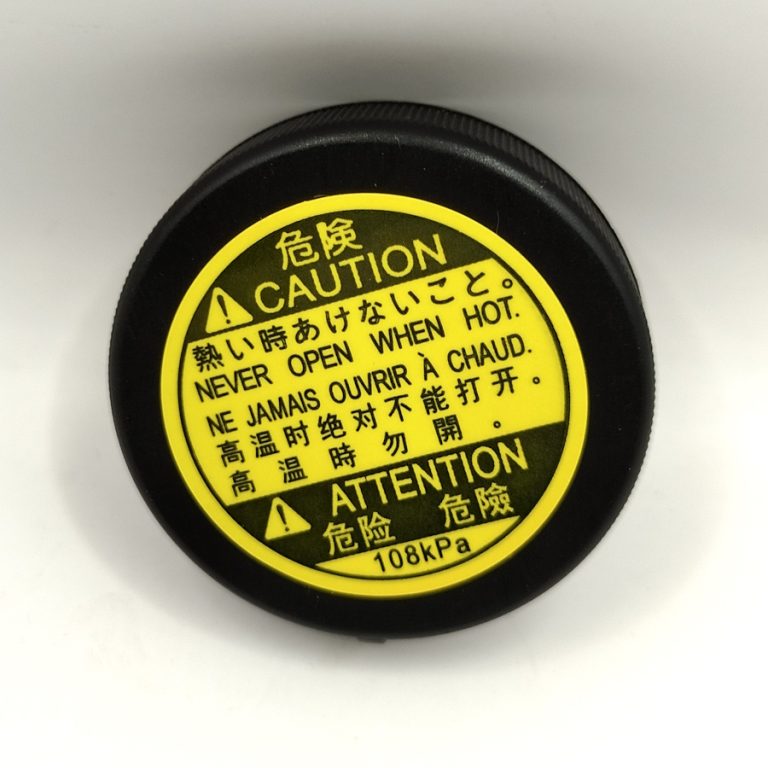 危険
CAUTION
熱い時あけないこと。
NEVER OPEN WHEN HOT.
NE JAMAIS OUVRIR À CHAUD.
高温时绝对不能打开。
高温時勿開。
ATTENTION
危险 危險
108kPa